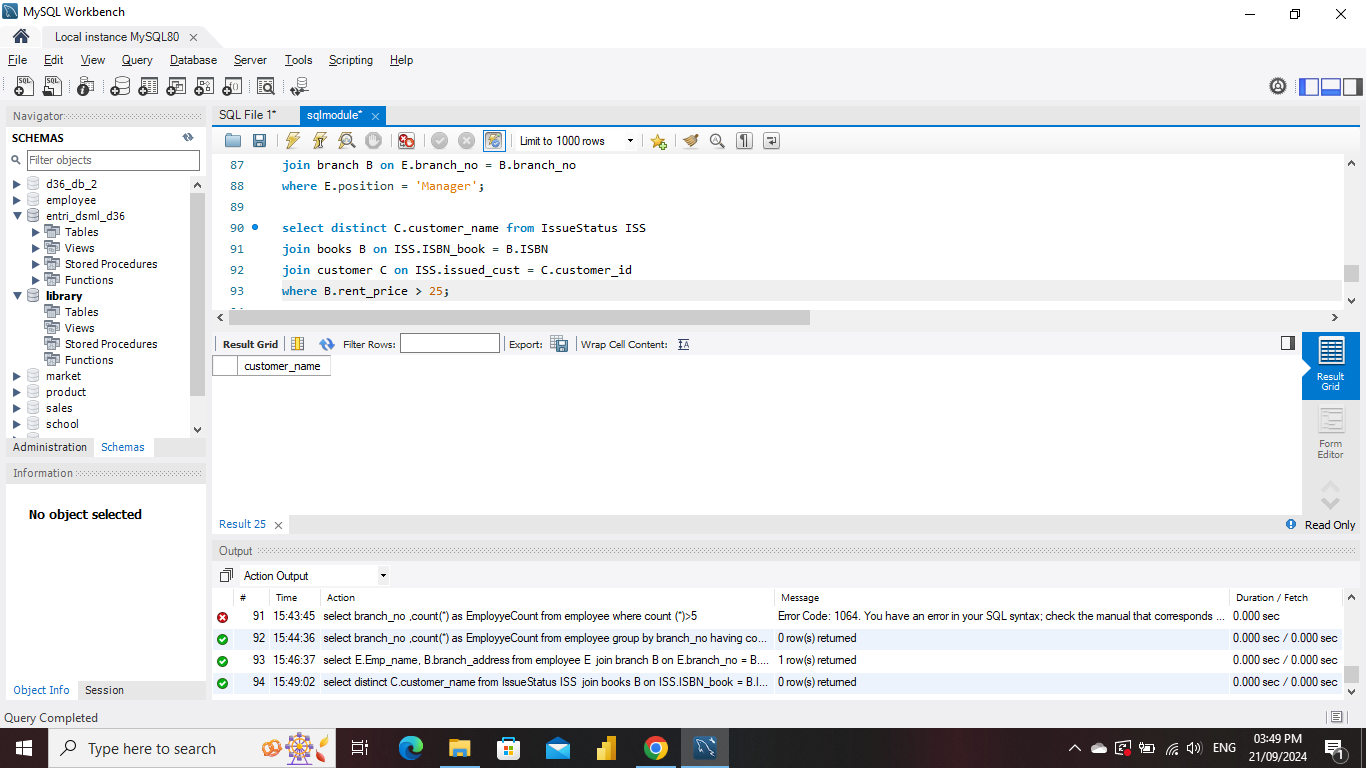 MySQL Workbench
Local instance MySQL80
File Edit View Query Database Server Tools Scripting Help
Navigator
SCHEMAS
Filter objects
d36_db_2
employee
entri_dsml_d36
Tables
Views
Stored Procedures
Functions
library
Tables
Views
Stored Procedures
Functions
market
product
sales
school
Administration Schemas
Information
No object selected
Object Info Session
SQL File 1* sqlmodule*
Limit to 1000 rows
87 join branch B on E.branch_no = B.branch_no
88 where E.position = 'Manager';
89
90 select distinct C.customer_name from IssueStatus ISS
91 join books B on ISS.ISBN_book = B.ISBN
92 join customer C on ISS.issued_cust = C.customer_id
93 where B.rent_price > 25;
Result Grid Filter Rows: Export: Wrap Cell Content:
customer_name
Result Grid
Form Editor
Result 25 Read Only
Output
Action Output
# Time Action Message Duration / Fetch
91 15:43:45 select branch_no ,count(*) as EmployyeCount from employee where count (*)>5 Error Code: 1064. You have an error in your SQL syntax; check the manual that corresponds ... 0.000 sec
92 15:44:36 select branch_no ,count(*) as EmployyeCount from employee group by branch_no having co... 0 row(s) returned 0.000 sec / 0.000 sec
93 15:46:37 select E.Emp_name, B.branch_address from employee E join branch B on E.branch_no = B.... 1 row(s) returned 0.000 sec / 0.000 sec
94 15:49:02 select distinct C.customer_name from IssueStatus ISS join books B on ISS.ISBN_book = B.I... 0 row(s) returned 0.000 sec / 0.000 sec
Query Completed
Type here to search
ENG
03:49 PM
21/09/2024
1